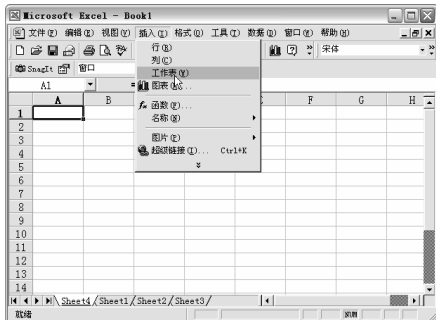 Microsoft Excel - Book1
文件(F) 编辑(E) 视图(V) 插入(I) 格式(O) 工具(T) 数据(D) 窗口(W) 帮助(H)
宋体
SnagIt 窗口
A1 =
行(R)
列(C)
工作表(W)
图表(H)...
函数(F)...
名称(N)
图片(P)
超级链接(I)... Ctrl+K
A B F G H
1
2
3
4
5
6
7
8
9
10
11
12
13
14
Sheet4 Sheet1 Sheet2 Sheet3
就绪 NUM